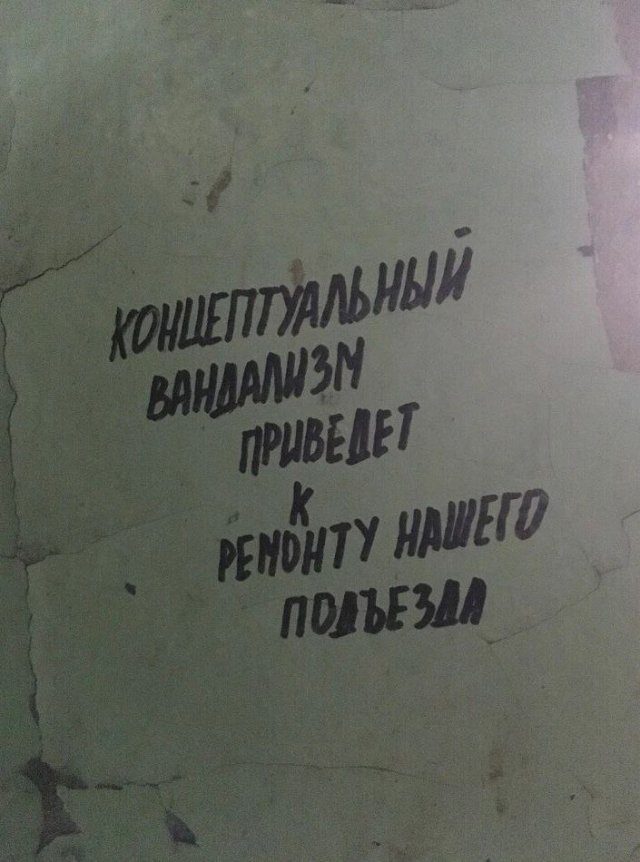 КОНЦЕПТУАЛЬНЫЙ
ВАНДАЛИЗМ
ПРИВЕДЕТ
К
РЕМОНТУ НАШЕГО
ПОДЪЕЗДА